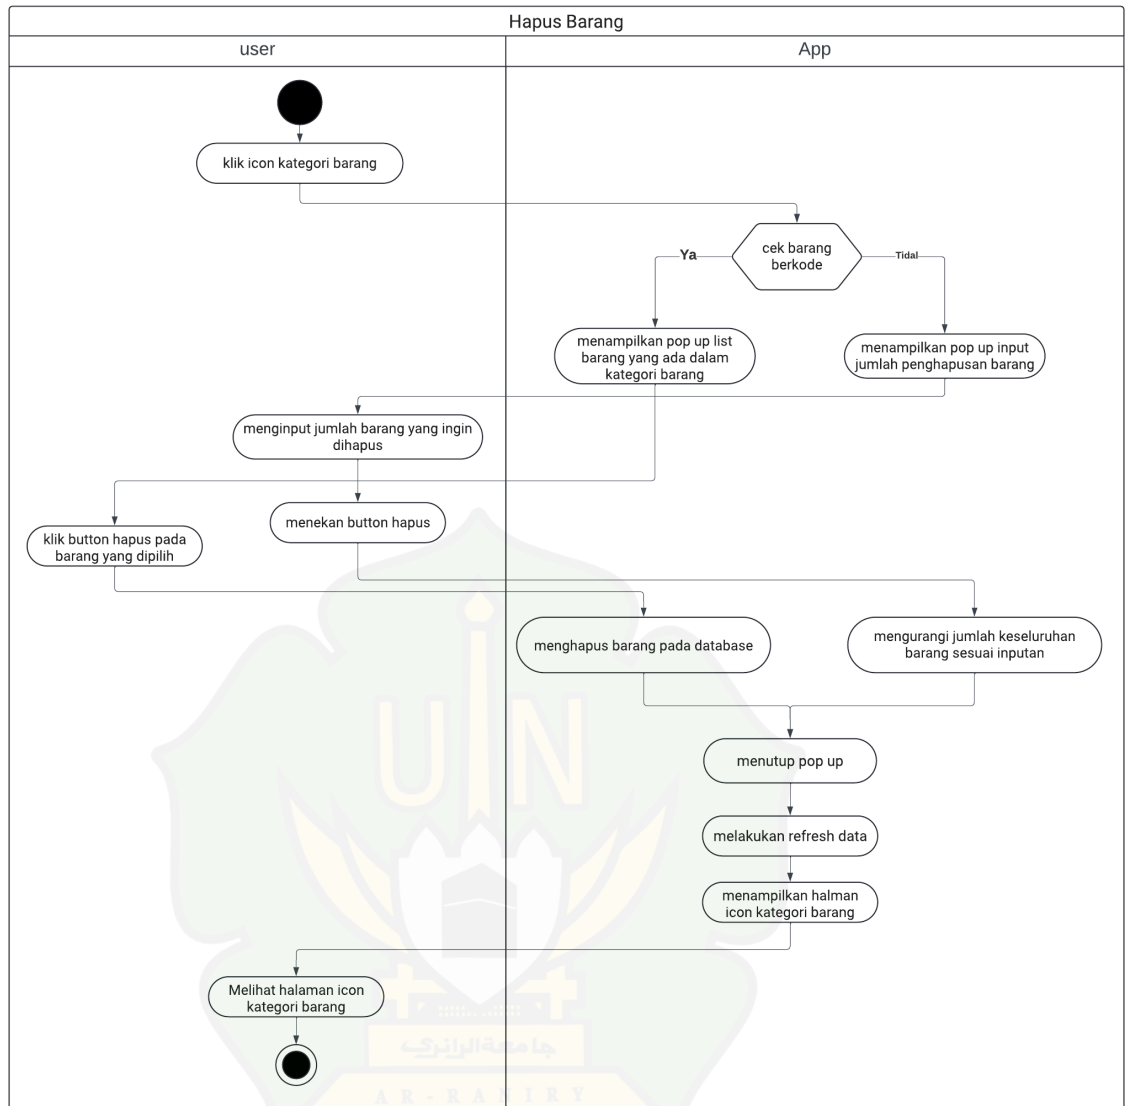 Hapus Barang
user
App
klik icon kategori barang
cek barang
berkode
Ya
Tidal
menampilkan pop up list
barang yang ada dalam
kategori barang
menampilkan pop up input
jumlah penghapusan barang
menginput jumlah barang yang ingin
dihapus
menekan button hapus
klik button hapus pada
barang yang dipilih
menghapus barang pada database
mengurangi jumlah keseluruhan
barang sesuai inputan
menutup pop up
melakukan refresh data
menampilkan halman
icon kategori barang
Melihat halaman icon
kategori barang
UIN
جامعةالرانري
AR-RANIRY